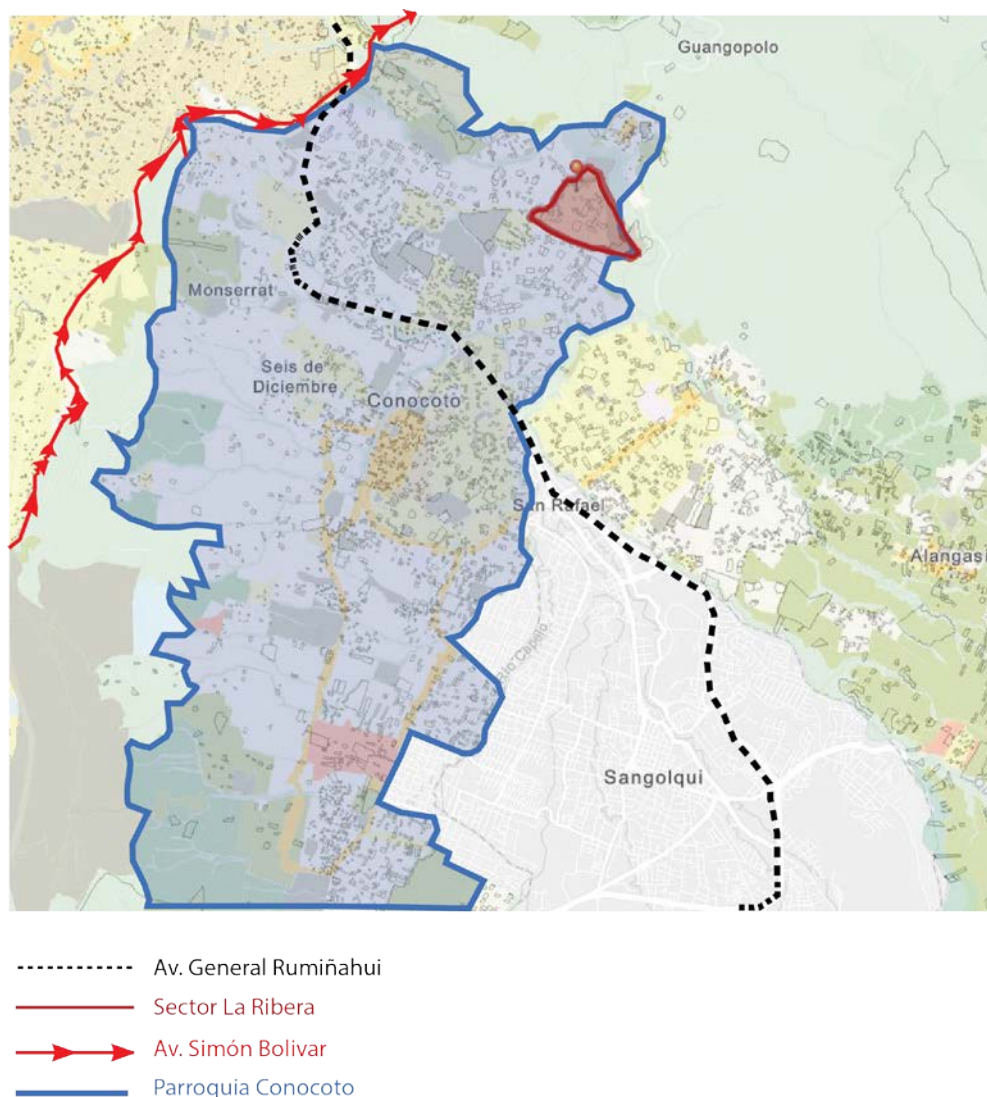 Guangopolo
Monserrat
Seis de
Diciembre
Conocoto
San Rafael
Alangasi
Sangolqui
Av. General Rumiñahui
Sector La Ribera
Av. Simón Bolivar
Parroquia Conocoto